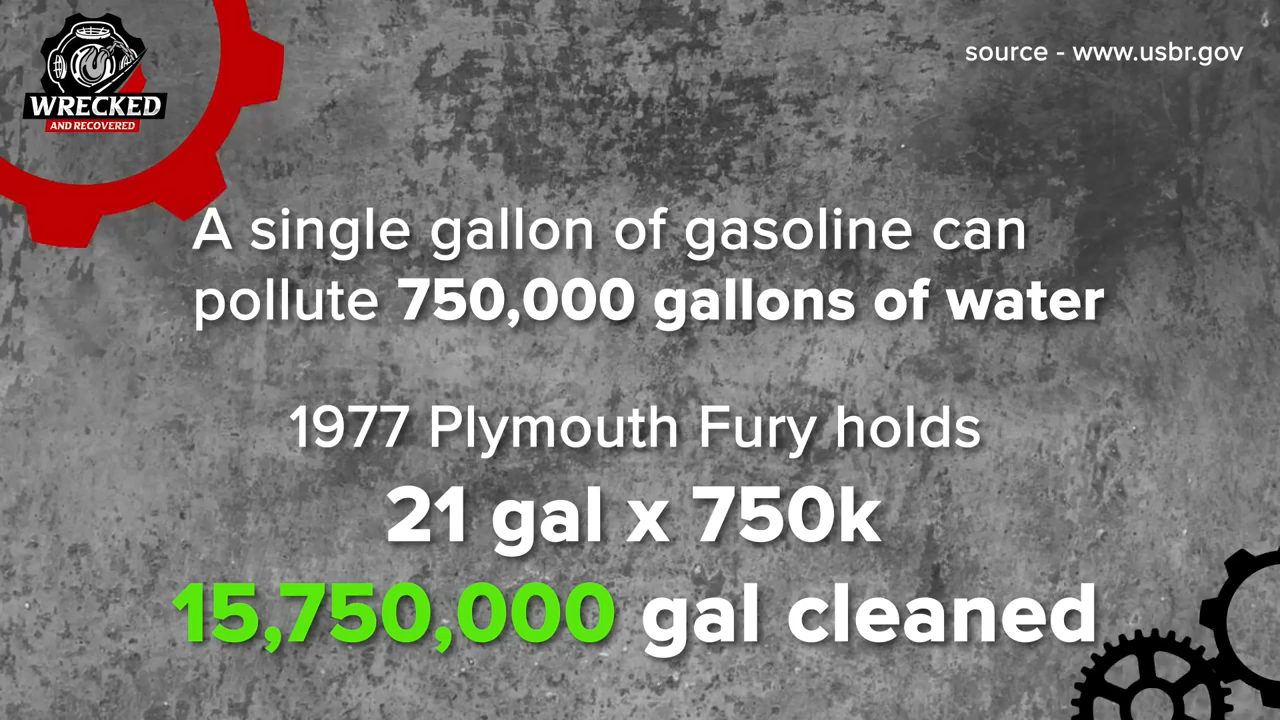 WRECKED
AND RECOVERED
source - www.usbr.gov
A single gallon of gasoline can
pollute 750,000 gallons of water
1977 Plymouth Fury holds
21 gal x 750k
15,750,000 gal cleaned